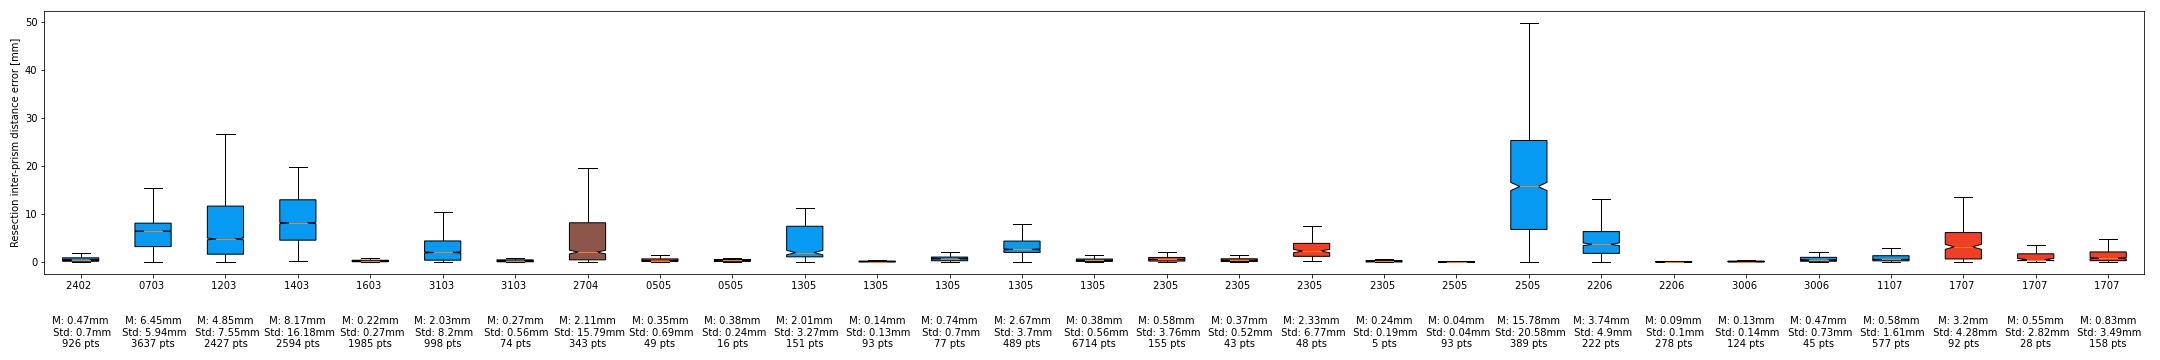 Resection inter-prism distance error [mm]
50
40
30
20
10
0
2402 0703 1203 1403 1603 3103 3103 2704 0505 0505 1305 1305 1305 1305 1305 2305 2305 2305 2305 2505 2505 2206 2206 3006 3006 1107 1707 1707 1707
M: 0.47mm M: 6.45mm M: 4.85mm M: 8.17mm M: 0.22mm M: 2.03mm M: 0.27mm M: 2.11mm M: 0.35mm M: 0.38mm M: 2.01mm M: 0.14mm M: 0.74mm M: 2.67mm M: 0.38mm M: 0.58mm M: 0.37mm M: 2.33mm M: 0.24mm M: 0.04mm M: 15.78mm M: 3.74mm M: 0.09mm M: 0.13mm M: 0.47mm M: 0.58mm M: 3.2mm M: 0.55mm M: 0.83mm
Std: 0.7mm Std: 5.94mm Std: 7.55mm Std: 16.18mm Std: 0.27mm Std: 8.2mm Std: 0.56mm Std: 15.79mm Std: 0.69mm Std: 0.24mm Std: 3.27mm Std: 0.13mm Std: 0.7mm Std: 3.7mm Std: 0.56mm Std: 3.76mm Std: 0.52mm Std: 6.77mm Std: 0.19mm Std: 0.04mm Std: 20.58mm Std: 4.9mm Std: 0.1mm Std: 0.14mm Std: 0.73mm Std: 1.61mm Std: 4.28mm Std: 2.82mm Std: 3.49mm
926 pts 3637 pts 2427 pts 2594 pts 1985 pts 998 pts 74 pts 343 pts 49 pts 16 pts 151 pts 93 pts 77 pts 489 pts 6714 pts 155 pts 43 pts 48 pts 5 pts 93 pts 389 pts 222 pts 278 pts 124 pts 45 pts 577 pts 92 pts 28 pts 158 pts